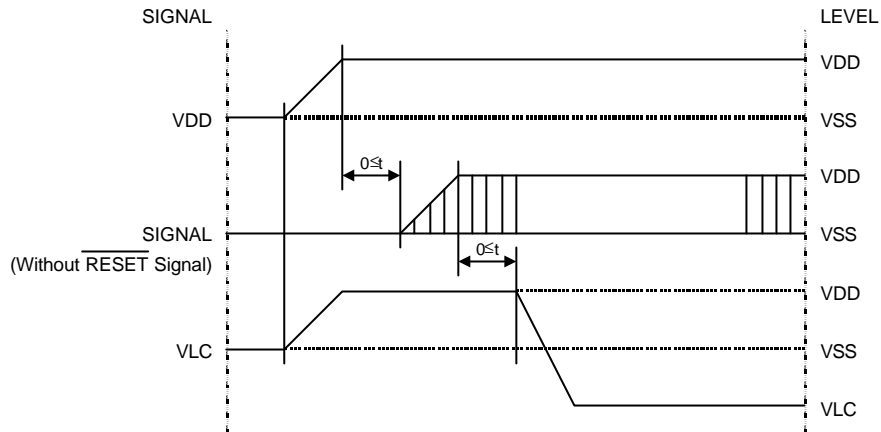 SIGNAL LEVEL
VDD
VDD VSS
0≤t VDD
SIGNAL VSS
(Without RESET Signal) 0≤t
VDD
VLC VSS
VLC